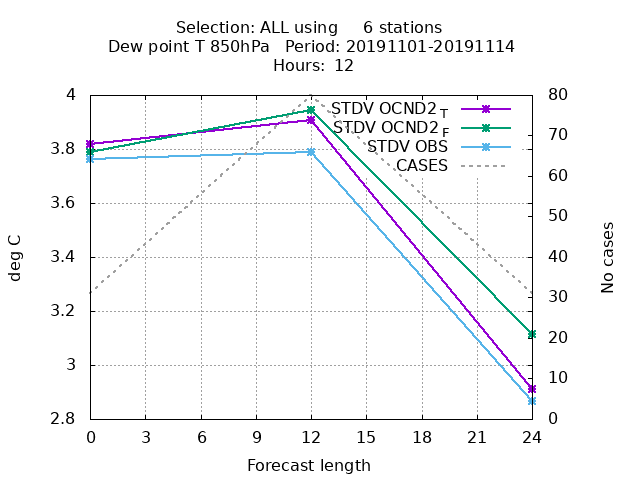 Selection: ALL using     6 stations
Dew point T 850hPa   Period: 20191101-20191114
Hours: 12
4
3.8
3.6
3.4
3.2
3
2.8
deg C
STDV OCND2_T
STDV OCND2_F
STDV OBS
CASES
80
70
60
50
40
30
20
10
0
No cases
0 3 6 9 12 15 18 21 24
Forecast length